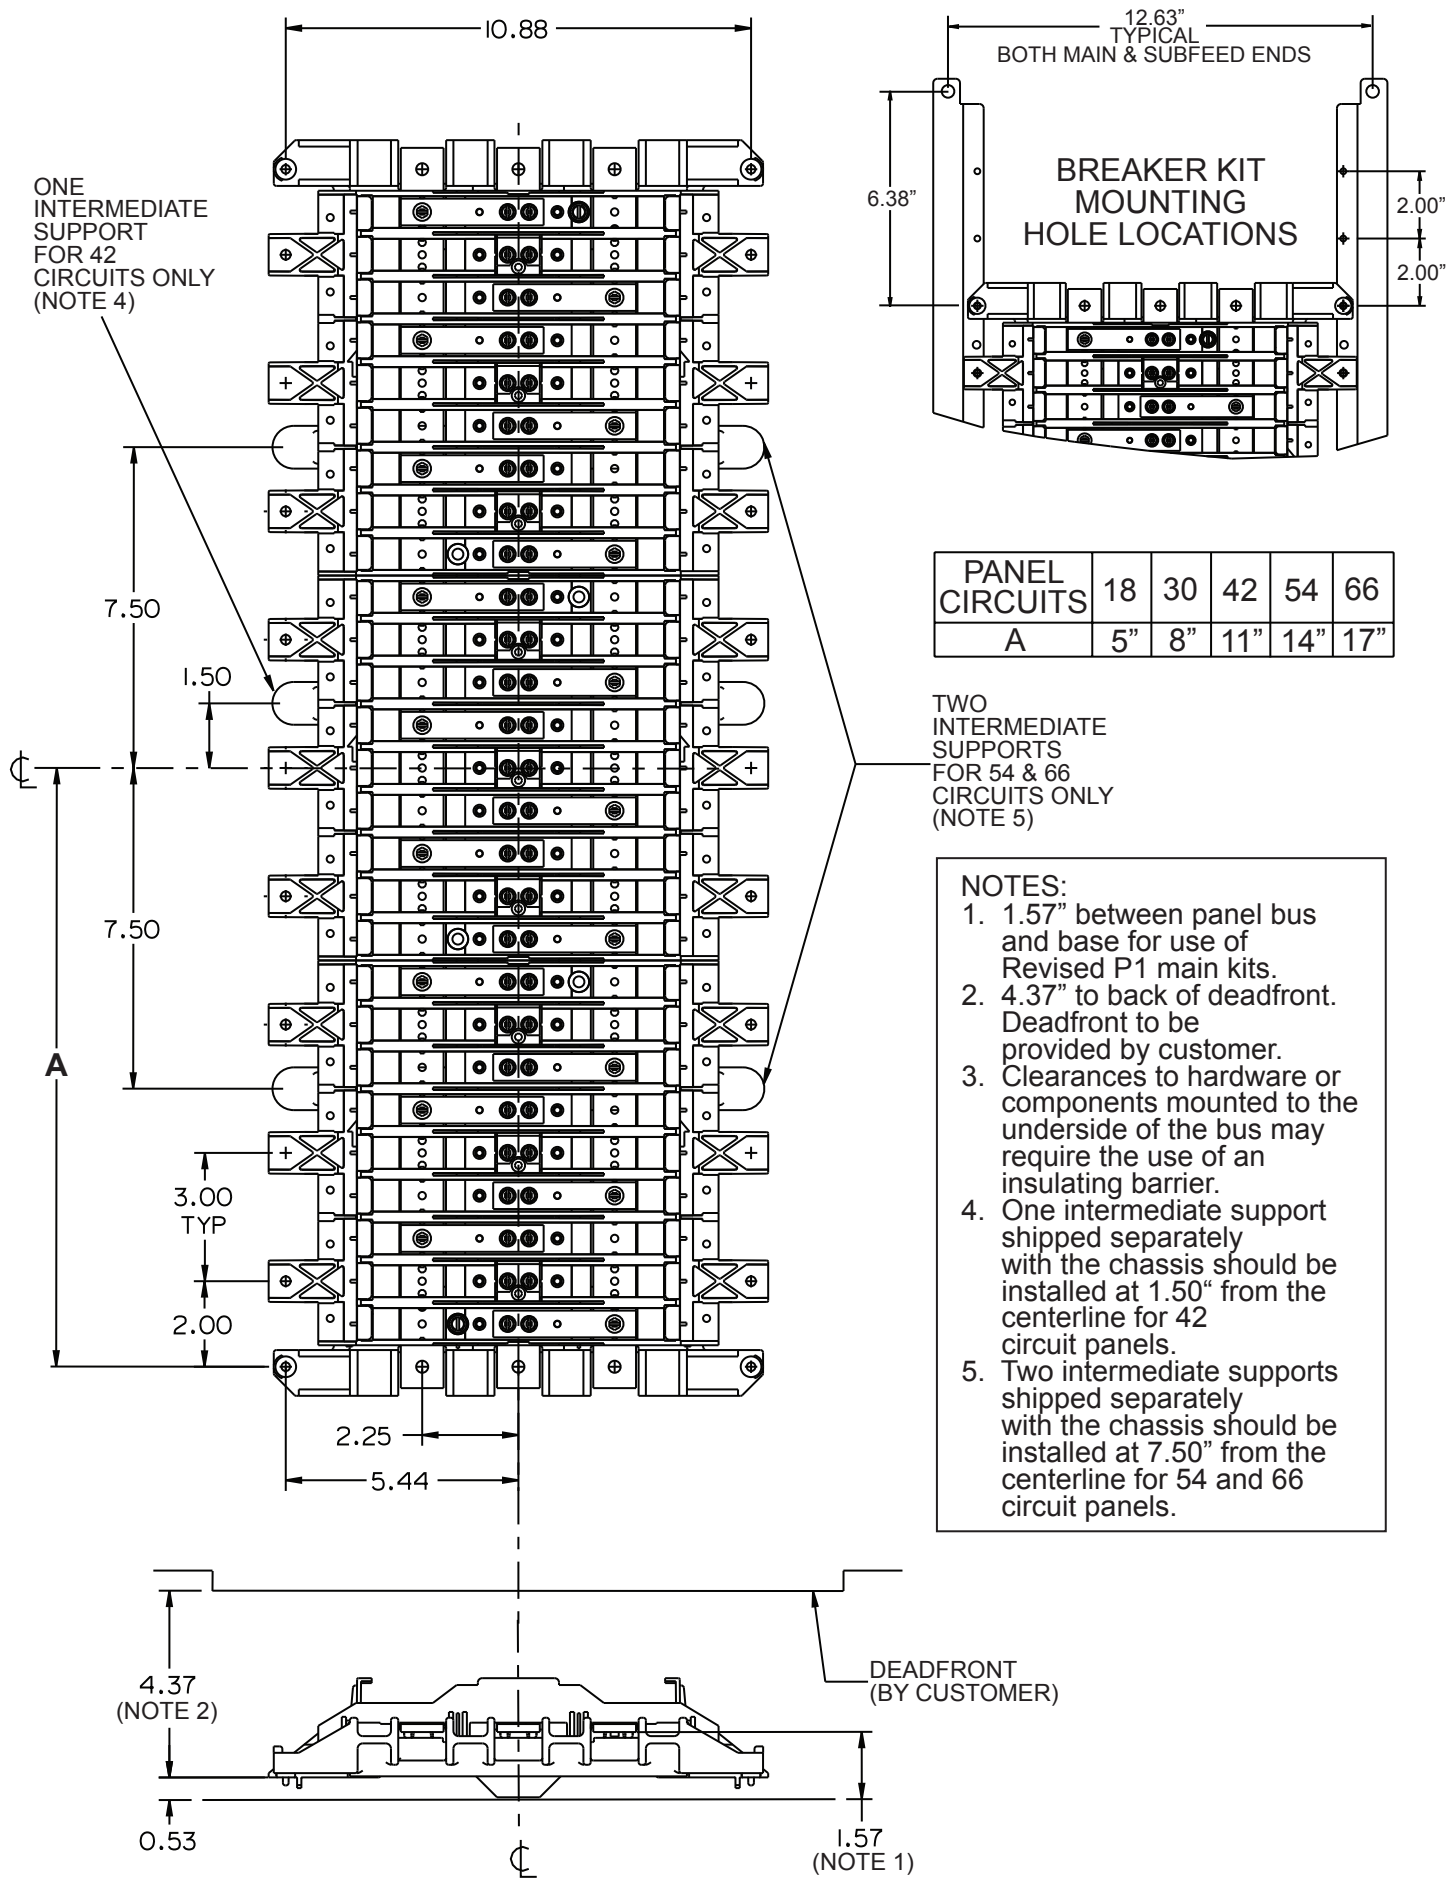 10.88
12.63”
TYPICAL
BOTH MAIN & SUBFEED ENDS
ONE
INTERMEDIATE
SUPPORT
FOR 42
CIRCUITS ONLY
(NOTE 4)
6.38”
BREAKER KIT
MOUNTING
HOLE LOCATIONS
2.00”
2.00”
7.50
1.50
7.50
A
3.00
TYP
2.00
2.25
5.44
PANEL CIRCUITS 18 30 42 54 66
A 5” 8” 11” 14” 17”
TWO
INTERMEDIATE
SUPPORTS
FOR 54 & 66
CIRCUITS ONLY
(NOTE 5)
NOTES:
1. 1.57” between panel bus
and base for use of
Revised P1 main kits.
2. 4.37” to back of deadfront.
Deadfront to be
provided by customer.
3. Clearances to hardware or
components mounted to the
underside of the bus may
require the use of an
insulating barrier.
4. One intermediate support
shipped separately
with the chassis should be
installed at 1.50“ from the
centerline for 42
circuit panels.
5. Two intermediate supports
shipped separately
with the chassis should be
installed at 7.50” from the
centerline for 54 and 66
circuit panels.
4.37
(NOTE 2)
0.53
DEADFRONT
(BY CUSTOMER)
1.57
(NOTE 1)